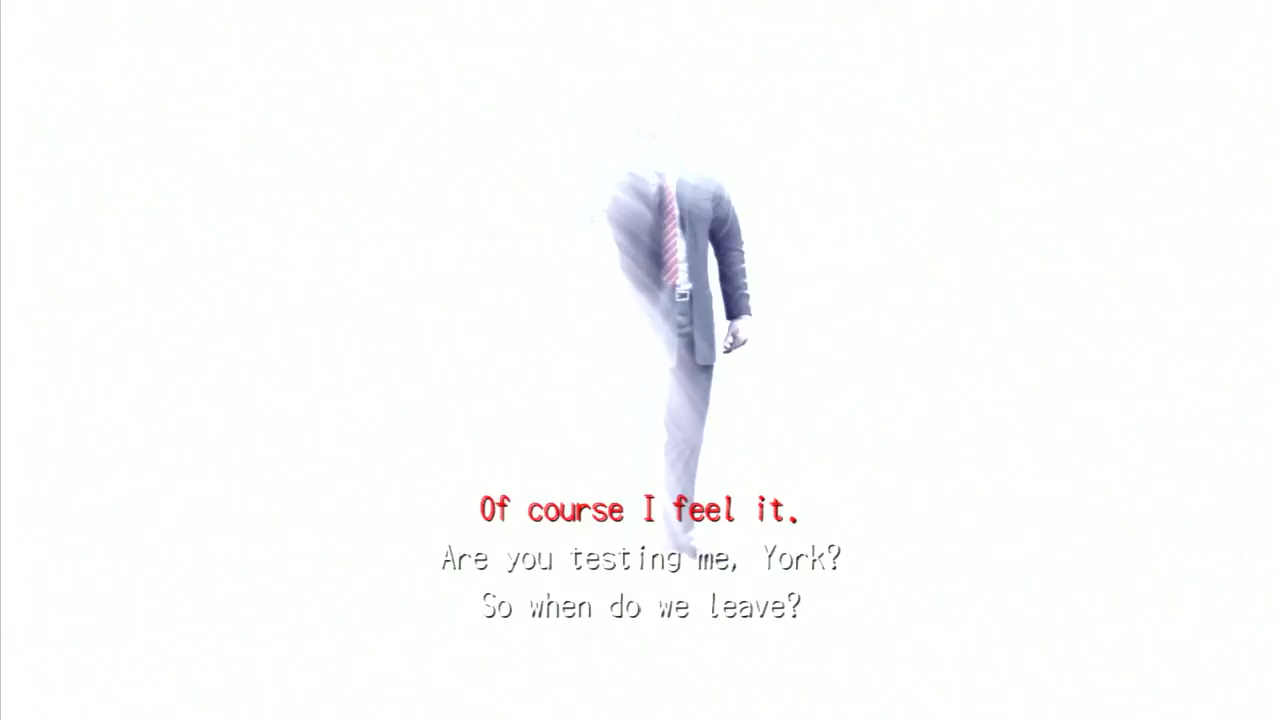 Of course I feel it.
Are you testing me, York?
So when do we leave?